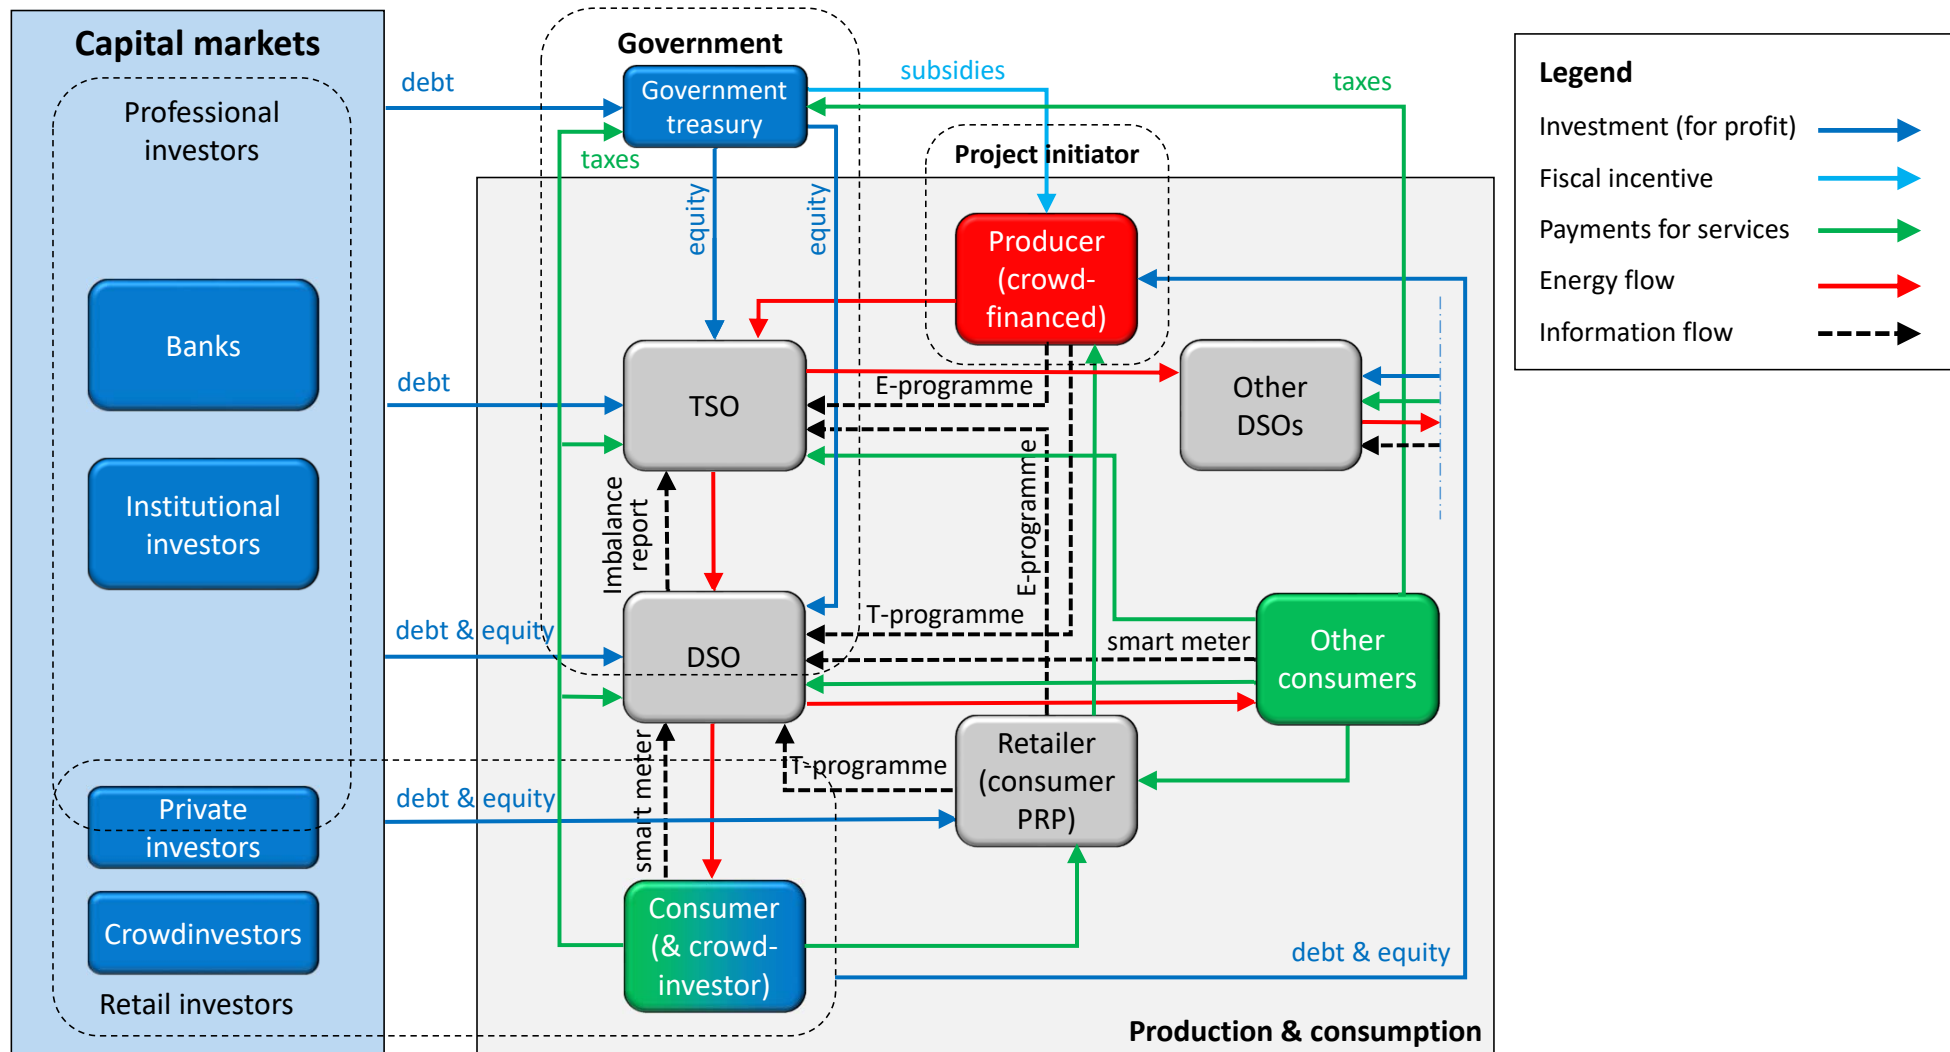 Capital markets
Professional
investors
Banks
Institutional
investors
Private
investors
Crowdinvestors
Retail investors
debt
debt
debt & equity
debt & equity
Government
Government
treasury
taxes
equity
equity
subsidies
taxes
Project initiator
Producer
(crowd-
financed)
TSO
E-programme
Other
DSOs
Imbalance
report
E-programme
T-programme
DSO
smart meter
Other
consumers
smart meter
T-programme
Retailer
(consumer
PRP)
Consumer
(& crowd-
investor)
debt & equity
Production & consumption
Legend
Investment (for profit)
Fiscal incentive
Payments for services
Energy flow
Information flow